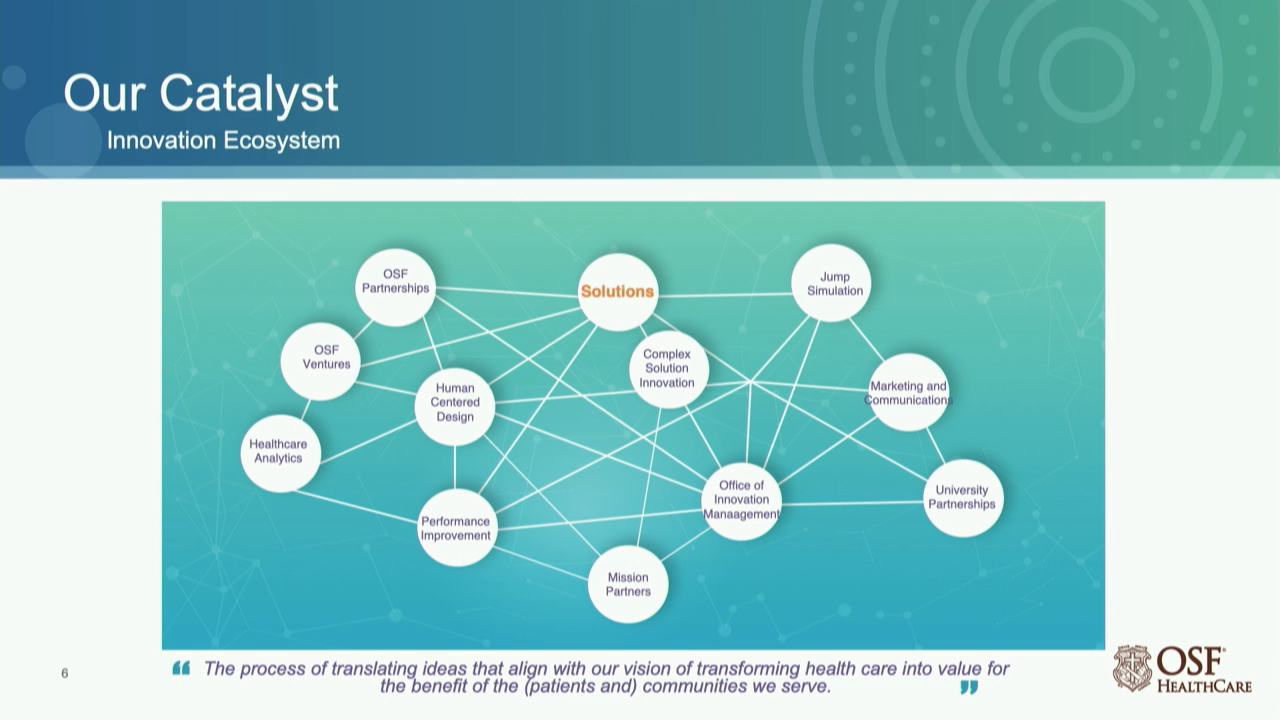 Our Catalyst
Innovation Ecosystem
OSF
Partnerships
Solutions
Jump
Simulation
OSF
Ventures
Complex
Solution
Innovation
Human
Centered
Design
Marketing and
Communications
Healthcare
Analytics
Office of
Innovation
Manaagement
University
Partnerships
Performance
Improvement
Mission
Partners
“ The process of translating ideas that align with our vision of transforming health care into value for
the benefit of the (patients and) communities we serve. ”
6
OSF
HEALTHCARE